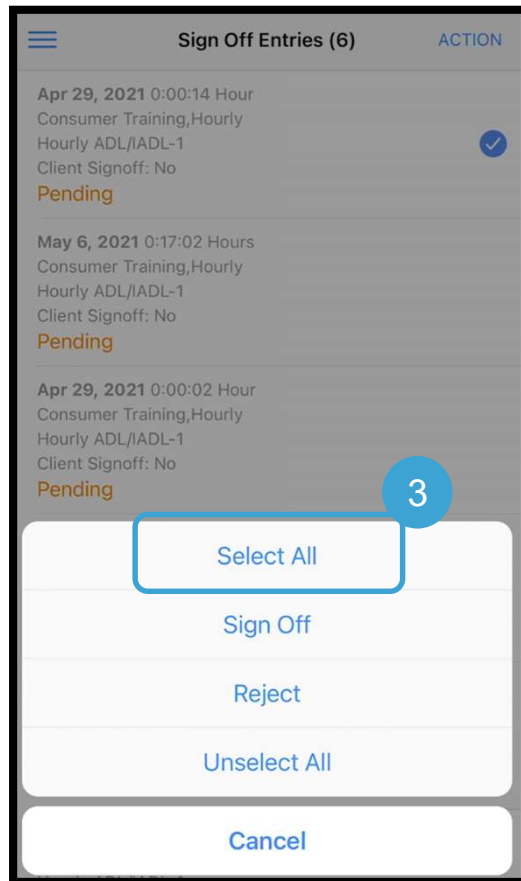 Sign Off Entries (6)
ACTION
Apr 29, 2021 0:00:14 Hour
Consumer Training,Hourly
Hourly ADL/IADL-1
Client Signoff: No
Pending
May 6, 2021 0:17:02 Hours
Consumer Training,Hourly
Hourly ADL/IADL-1
Client Signoff: No
Pending
Apr 29, 2021 0:00:02 Hour
Consumer Training,Hourly
Hourly ADL/IADL-1
Client Signoff: No
Pending
3
Select All
Sign Off
Reject
Unselect All
Cancel